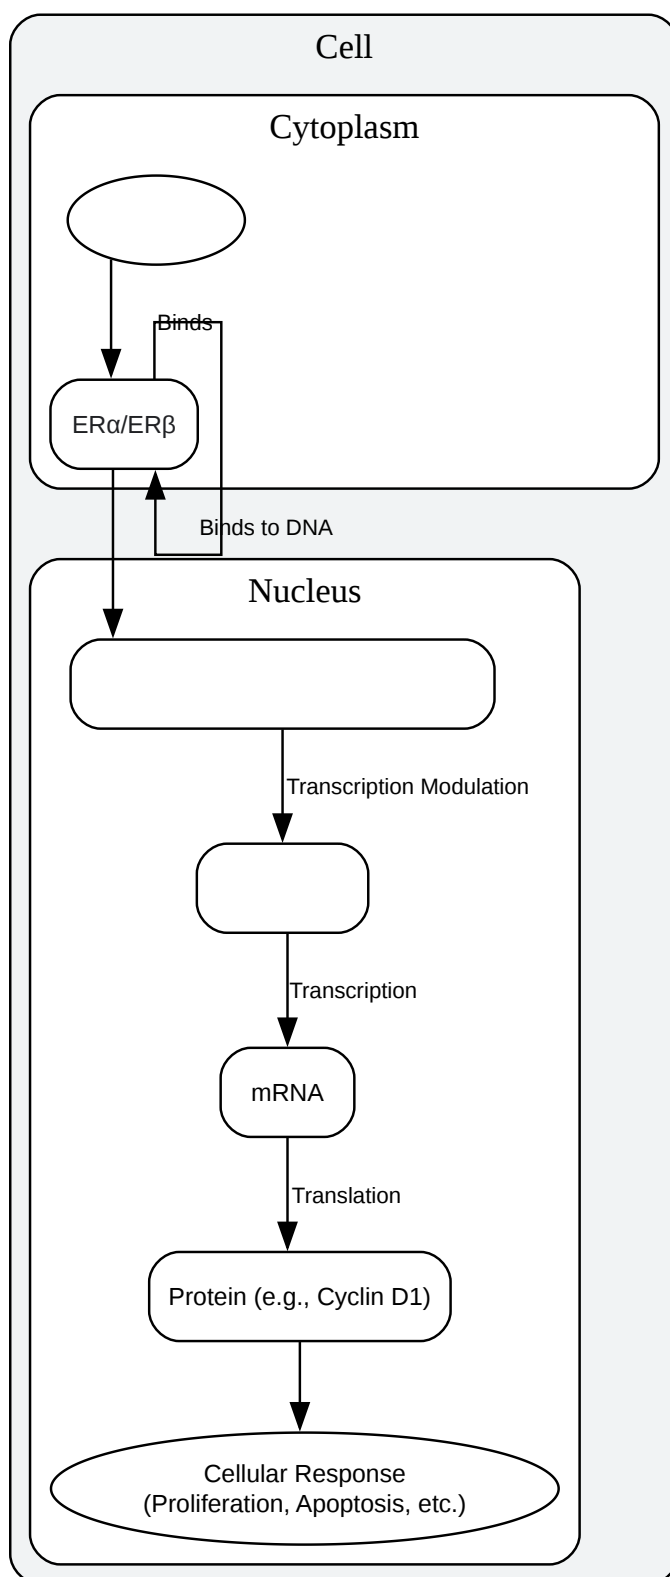 Cell
Cytoplasm
Binds
ERα/ERβ
Binds to DNA
Nucleus
Transcription Modulation
Transcription
mRNA
Translation
Protein (e.g., Cyclin D1)
Cellular Response
(Proliferation, Apoptosis, etc.)